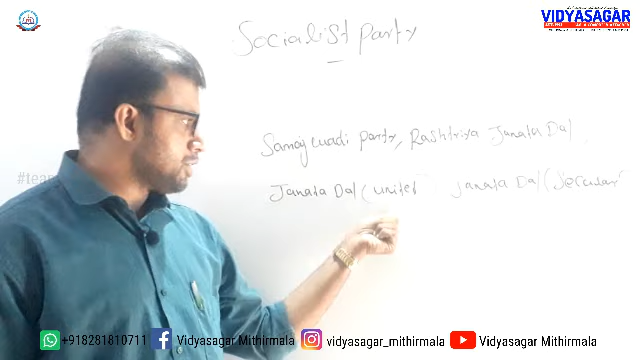 VIDYASAGAR
Socialist Party
Samajwadi Party, Rashtriya Janata Dal,
Janata Dal (United Janata Dal (Secular
#tea
+918281810711 Vidyasagar Mithirmala vidyasagar_mithirmala Vidyasagar Mithirmala